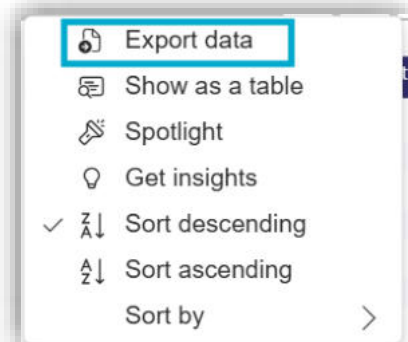 Export data
Show as a table
Spotlight
Get insights
Sort descending
Sort ascending
Sort by